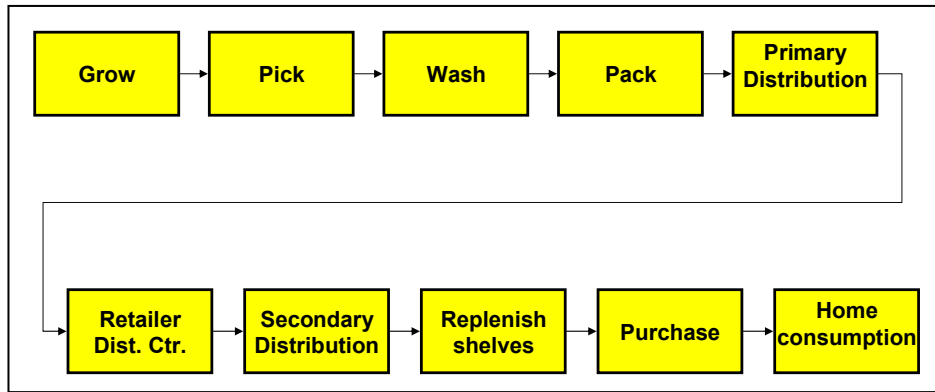 Grow
Pick
Wash
Pack
Primary
Distribution
Retailer
Dist. Ctr.
Secondary
Distribution
Replenish
shelves
Purchase
Home
consumption